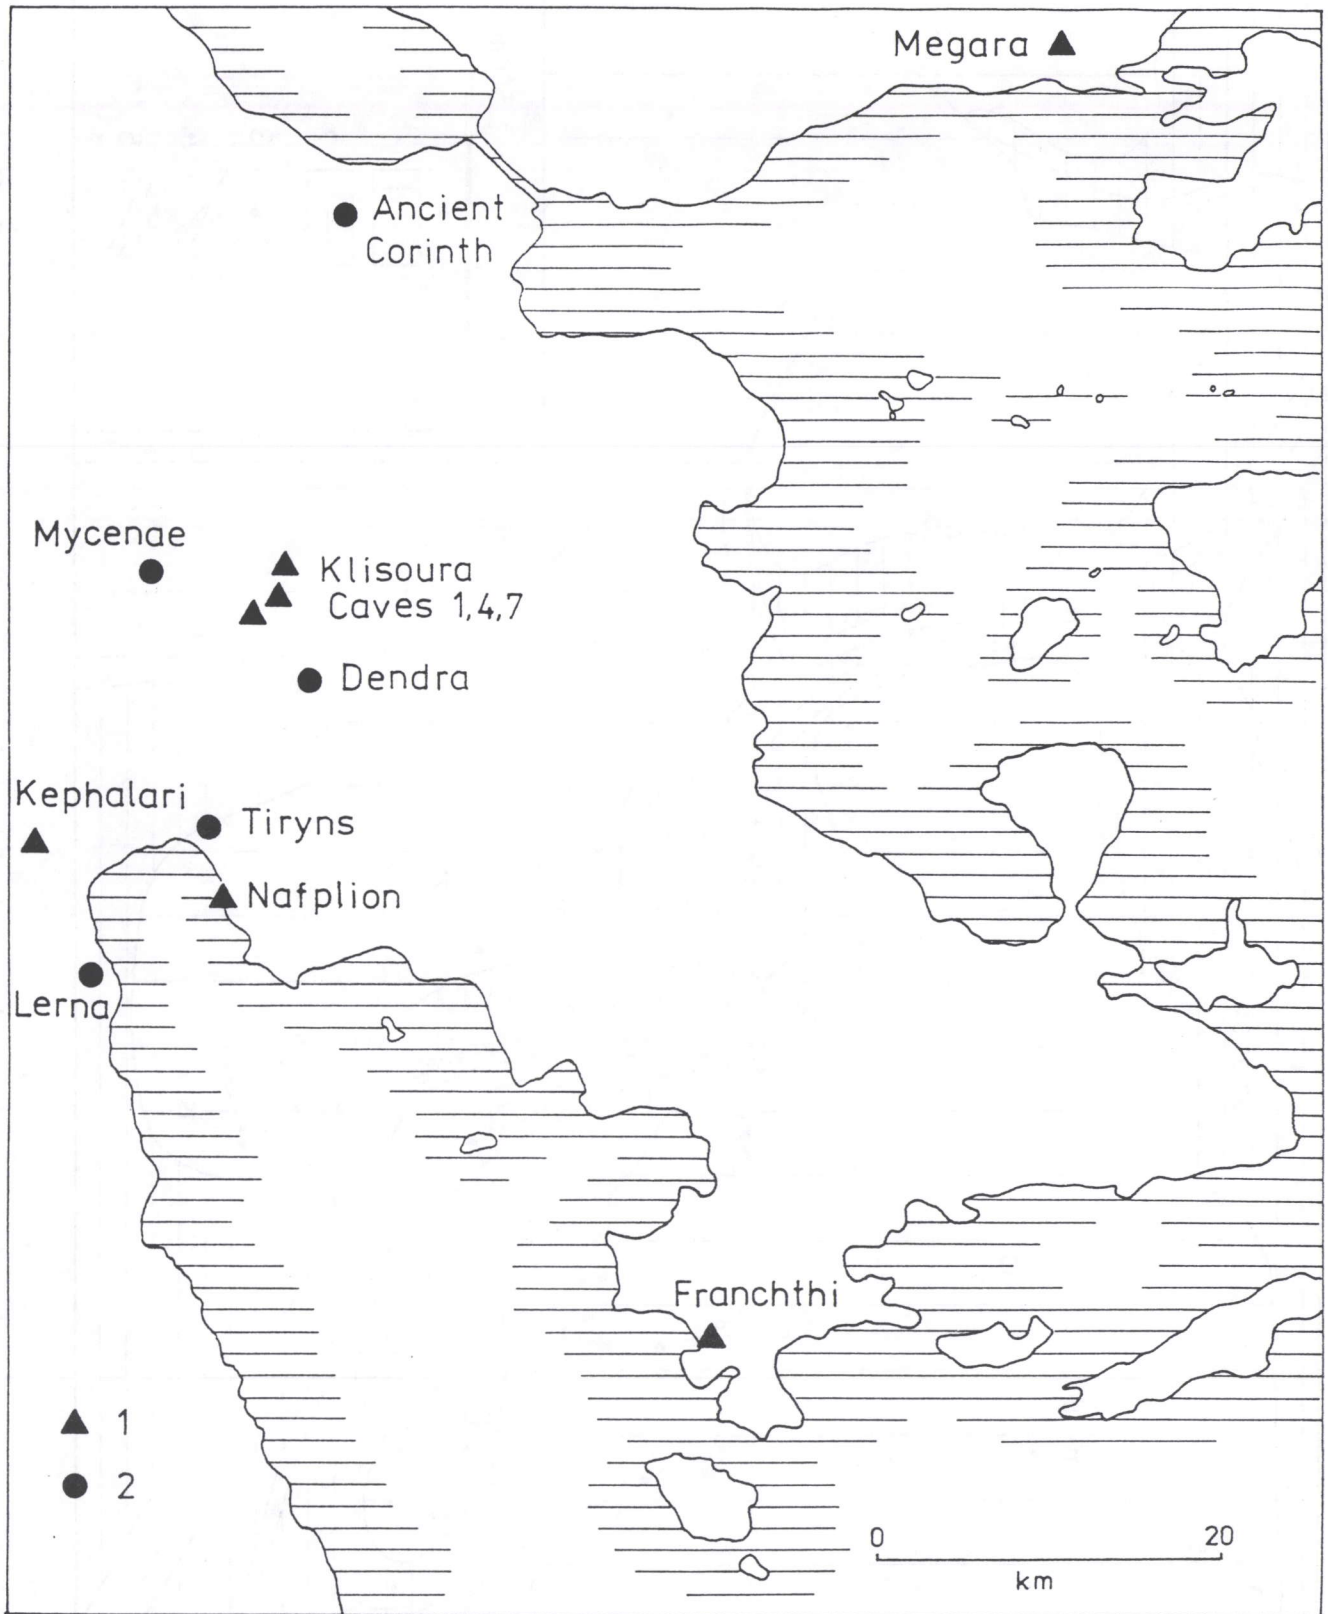 Megara
Ancient
Corinth
Mycenae
Klisoura
Caves 1,4,7
Dendra
Kephalari
Tiryns
Nafplion
Lerna
Franchthi
1
2
0 20
km